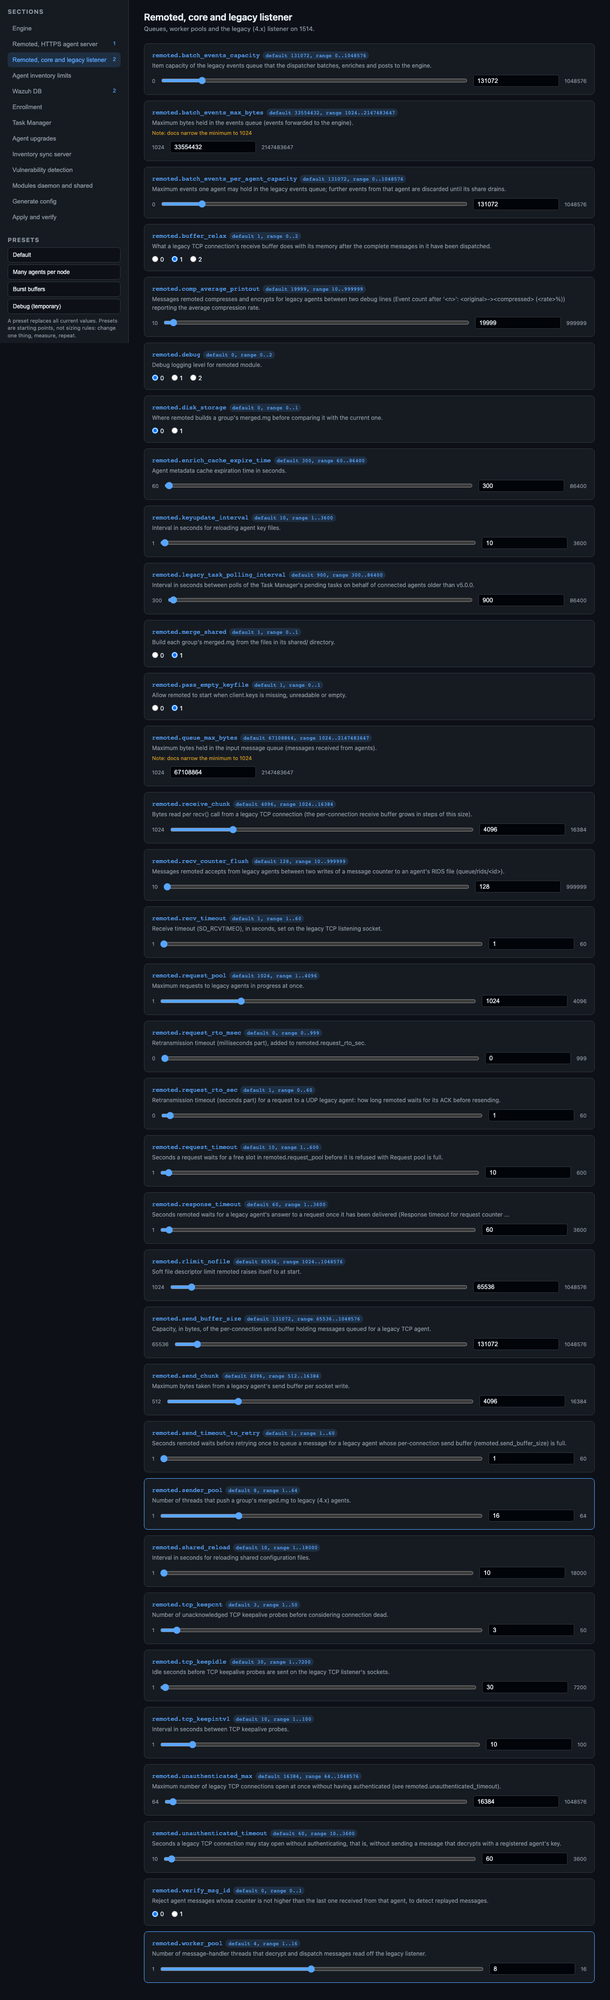 SECTIONS
Engine
Remoted, HTTPS agent server 1
Remoted, core and legacy listener 2
Agent inventory limits
Wazuh DB 2
Enrollment
Task Manager
Agent upgrades
Inventory sync server
Vulnerability detection
Modules daemon and shared
Generate config
Apply and verify
PRESETS
Default
Many agents per node
Burst buffers
Debug (temporary)
A preset replaces all current values. Presets
are starting points, not sizing rules: change
one thing, measure, repeat.
Remoted, core and legacy listener
Queues, worker pools and the legacy (4.x) listener on 1514.
remoted.batch_events_capacity default 131072, range 0..1048576
Item capacity of the legacy events queue that the dispatcher batches, enriches and posts to the engine.
0 131072 1048576
remoted.batch_events_max_bytes default 33554432, range 1024..2147483647
Maximum bytes held in the events queue (events forwarded to the engine).
Note: docs narrow the minimum to 1024
1024 33554432 2147483647
remoted.batch_events_per_agent_capacity default 131072, range 0..1048576
Maximum events one agent may hold in the legacy events queue; further events from that agent are discarded until its share drains.
0 131072 1048576
remoted.buffer_relax default 1, range 0..2
What a legacy TCP connection's receive buffer does with its memory after the complete messages in it have been dispatched.
0 1 2
remoted.comp_average_printout default 19999, range 10..999999
Messages remoted compresses and encrypts for legacy agents between two debug lines (Event count after '<n>': <original>-><compressed> (<rate>%))
reporting the average compression rate.
10 19999 999999
remoted.debug default 0, range 0..2
Debug logging level for remoted module.
0 1 2
remoted.disk_storage default 0, range 0..1
Where remoted builds a group's merged.mg before comparing it with the current one.
0 1
remoted.enrich_cache_expire_time default 300, range 60..86400
Agent metadata cache expiration time in seconds.
60 300 86400
remoted.keyupdate_interval default 10, range 1..3600
Interval in seconds for reloading agent key files.
1 10 3600
remoted.legacy_task_polling_interval default 900, range 300..86400
Interval in seconds between polls of the Task Manager's pending tasks on behalf of connected agents older than v5.0.0.
300 900 86400
remoted.merge_shared default 1, range 0..1
Build each group's merged.mg from the files in its shared/ directory.
0 1
remoted.pass_empty_keyfile default 1, range 0..1
Allow remoted to start when client.keys is missing, unreadable or empty.
0 1
remoted.queue_max_bytes default 67108864, range 1024..2147483647
Maximum bytes held in the input message queue (messages received from agents).
Note: docs narrow the minimum to 1024
1024 67108864 2147483647
remoted.receive_chunk default 4096, range 1024..16384
Bytes read per recv() call from a legacy TCP connection (the per-connection receive buffer grows in steps of this size).
1024 4096 16384
remoted.recv_counter_flush default 128, range 10..999999
Messages remoted accepts from legacy agents between two writes of a message counter to an agent's RIDS file (queue/rids/<id>).
10 128 999999
remoted.recv_timeout default 1, range 1..60
Receive timeout (SO_RCVTIMEO), in seconds, set on the legacy TCP listening socket.
1 1 60
remoted.request_pool default 1024, range 1..4096
Maximum requests to legacy agents in progress at once.
1 1024 4096
remoted.request_rto_msec default 0, range 0..999
Retransmission timeout (milliseconds part), added to remoted.request_rto_sec.
0 0 999
remoted.request_rto_sec default 1, range 0..60
Retransmission timeout (seconds part) for a request to a UDP legacy agent: how long remoted waits for its ACK before resending.
0 1 60
remoted.request_timeout default 10, range 1..600
Seconds a request waits for a free slot in remoted.request_pool before it is refused with Request pool is full.
1 10 600
remoted.response_timeout default 60, range 1..3600
Seconds remoted waits for a legacy agent's answer to a request once it has been delivered (Response timeout for request counter ...
1 60 3600
remoted.rlimit_nofile default 65536, range 1024..1048576
Soft file descriptor limit remoted raises itself to at start.
1024 65536 1048576
remoted.send_buffer_size default 131072, range 65536..1048576
Capacity, in bytes, of the per-connection send buffer holding messages queued for a legacy TCP agent.
65536 131072 1048576
remoted.send_chunk default 4096, range 512..16384
Maximum bytes taken from a legacy agent's send buffer per socket write.
512 4096 16384
remoted.send_timeout_to_retry default 1, range 1..60
Seconds remoted waits before retrying once to queue a message for a legacy agent whose per-connection send buffer (remoted.send_buffer_size) is full.
1 1 60
remoted.sender_pool default 8, range 1..64
Number of threads that push a group's merged.mg to legacy (4.x) agents.
1 16 64
remoted.shared_reload default 10, range 1..18000
Interval in seconds for reloading shared configuration files.
1 10 18000
remoted.tcp_keepcnt default 3, range 1..50
Number of unacknowledged TCP keepalive probes before considering connection dead.
1 3 50
remoted.tcp_keepidle default 30, range 1..7200
Idle seconds before TCP keepalive probes are sent on the legacy TCP listener's sockets.
1 30 7200
remoted.tcp_keepintvl default 10, range 1..100
Interval in seconds between TCP keepalive probes.
1 10 100
remoted.unauthenticated_max default 16384, range 64..1048576
Maximum number of legacy TCP connections open at once without having authenticated (see remoted.unauthenticated_timeout).
64 16384 1048576
remoted.unauthenticated_timeout default 60, range 10..3600
Seconds a legacy TCP connection may stay open without authenticating, that is, without sending a message that decrypts with a registered agent's key.
10 60 3600
remoted.verify_msg_id default 0, range 0..1
Reject agent messages whose counter is not higher than the last one received from that agent, to detect replayed messages.
0 1
remoted.worker_pool default 4, range 1..16
Number of message-handler threads that decrypt and dispatch messages read off the legacy listener.
1 8 16